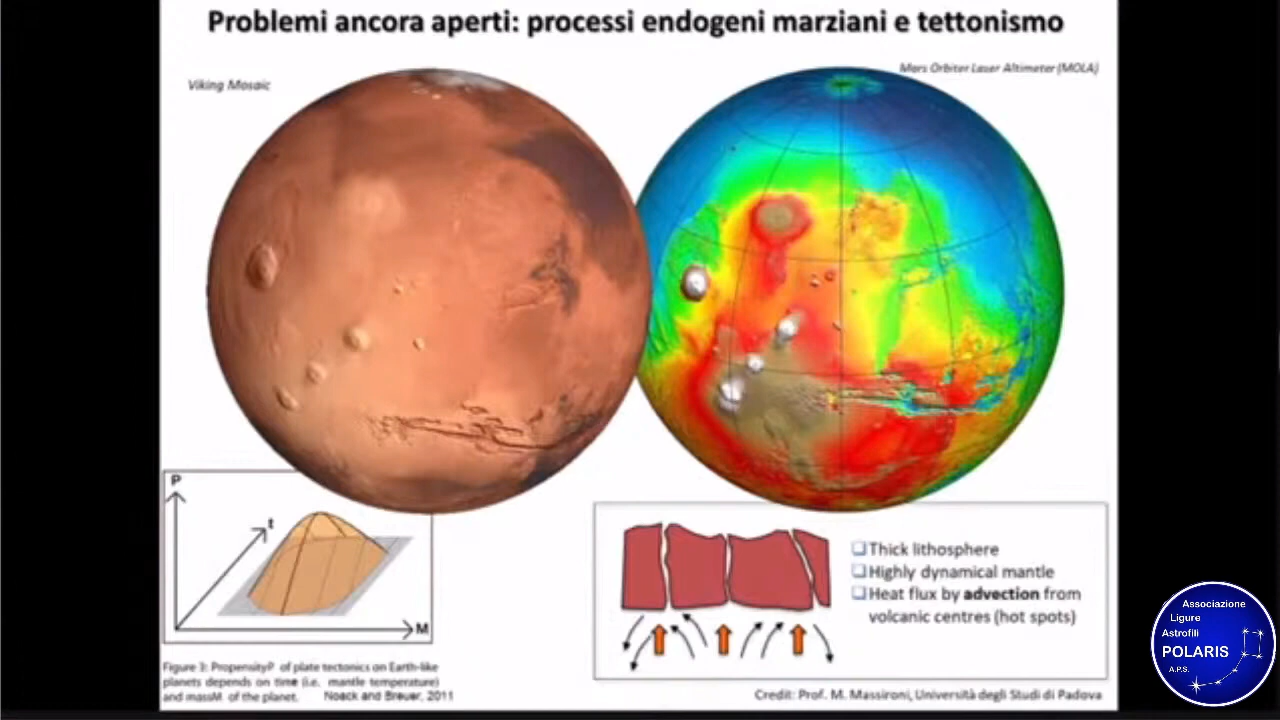 Problemi ancora aperti: processi endogeni marziani e tettonismo
Viking Mosaic
Mars Orbiter Laser Altimeter (MOLA)
P
t
M
Figure 3: PropensityP of plate tectonics on Earth-like
planets depends on time (i.e. mantle temperature)
and massM of the planet. Noack and Breuer, 2011
Thick lithosphere
Highly dynamical mantle
Heat flux by advection from
volcanic centres (hot spots)
Credit: Prof. M. Massironi, Università degli Studi di Padova
Associazione
Ligure
Astrofili
POLARIS
A.P.S.